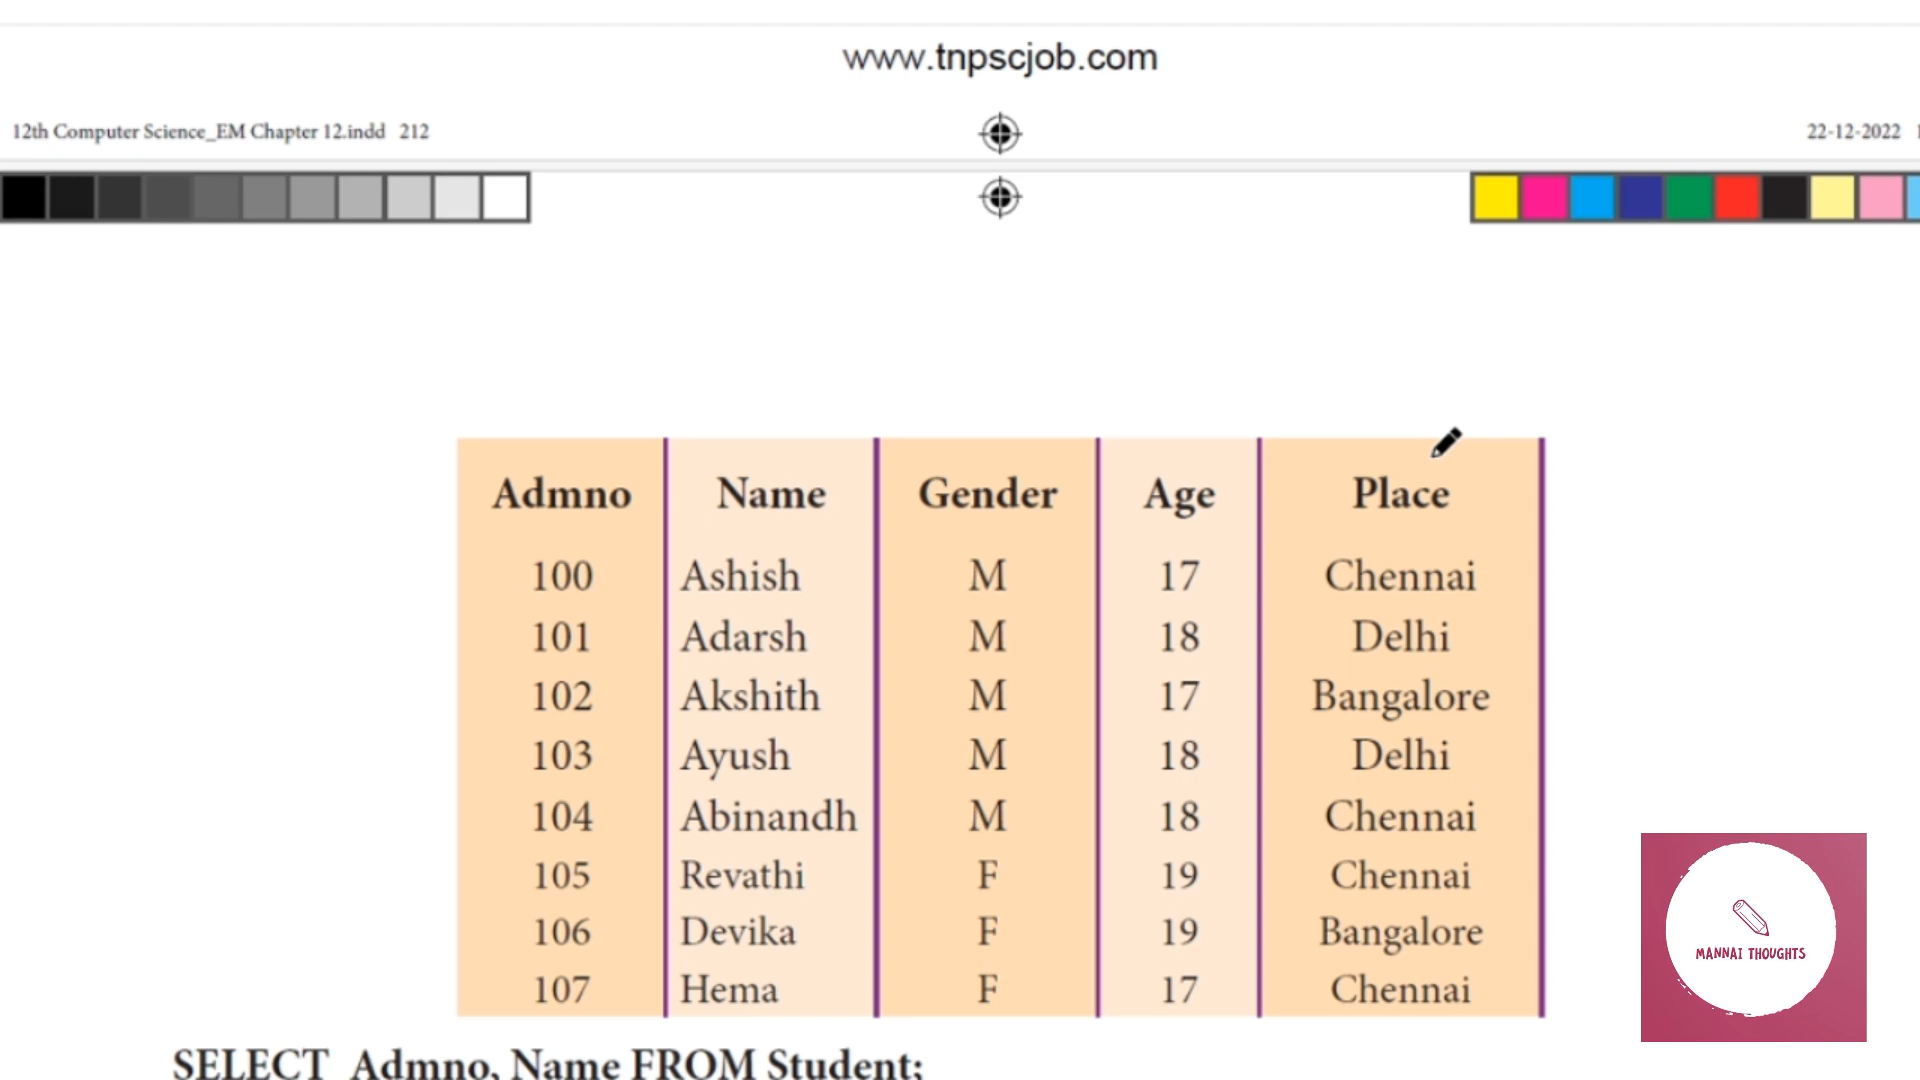 www.tnpscjob.com
12th Computer Science_EM Chapter 12.indd 212
22-12-2022
Admno Name Gender Age Place
100 Ashish M 17 Chennai
101 Adarsh M 18 Delhi
102 Akshith M 17 Bangalore
103 Ayush M 18 Delhi
104 Abinandh M 18 Chennai
105 Revathi F 19 Chennai
106 Devika F 19 Bangalore
107 Hema F 17 Chennai
MANNAI THOUGHTS
SELECT Admno, Name FROM Student;